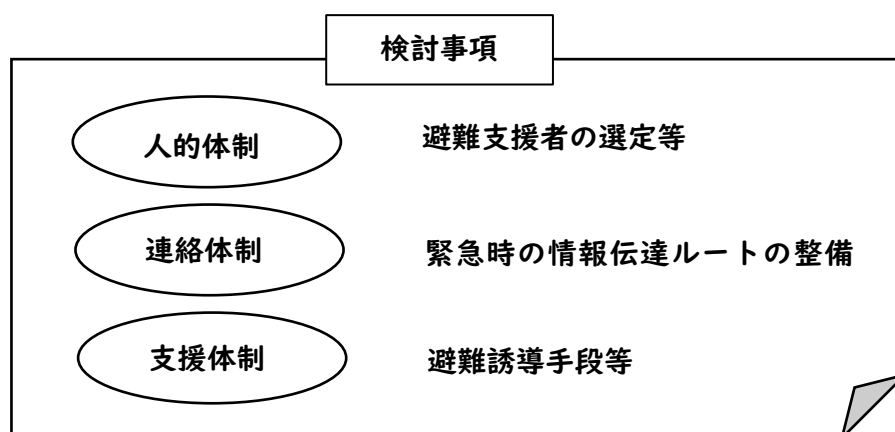 検討事項
人的体制 避難支援者の選定等
連絡体制 緊急時の情報伝達ルートの整備
支援体制 避難誘導手段等